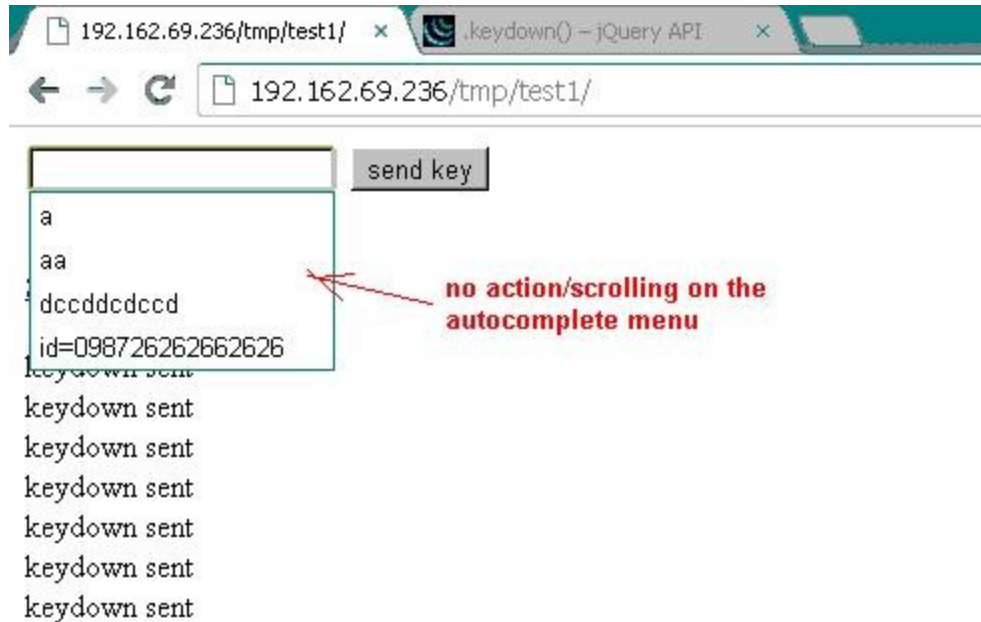 192.162.69.236/tmp/test1/ × .keydown() – jQuery API ×
192.162.69.236/tmp/test1/
send key
a
aa
dccddcdccd
id=098726262662626
no action/scrolling on the
autocomplete menu
keydown sent
keydown sent
keydown sent
keydown sent
keydown sent
keydown sent
keydown sent